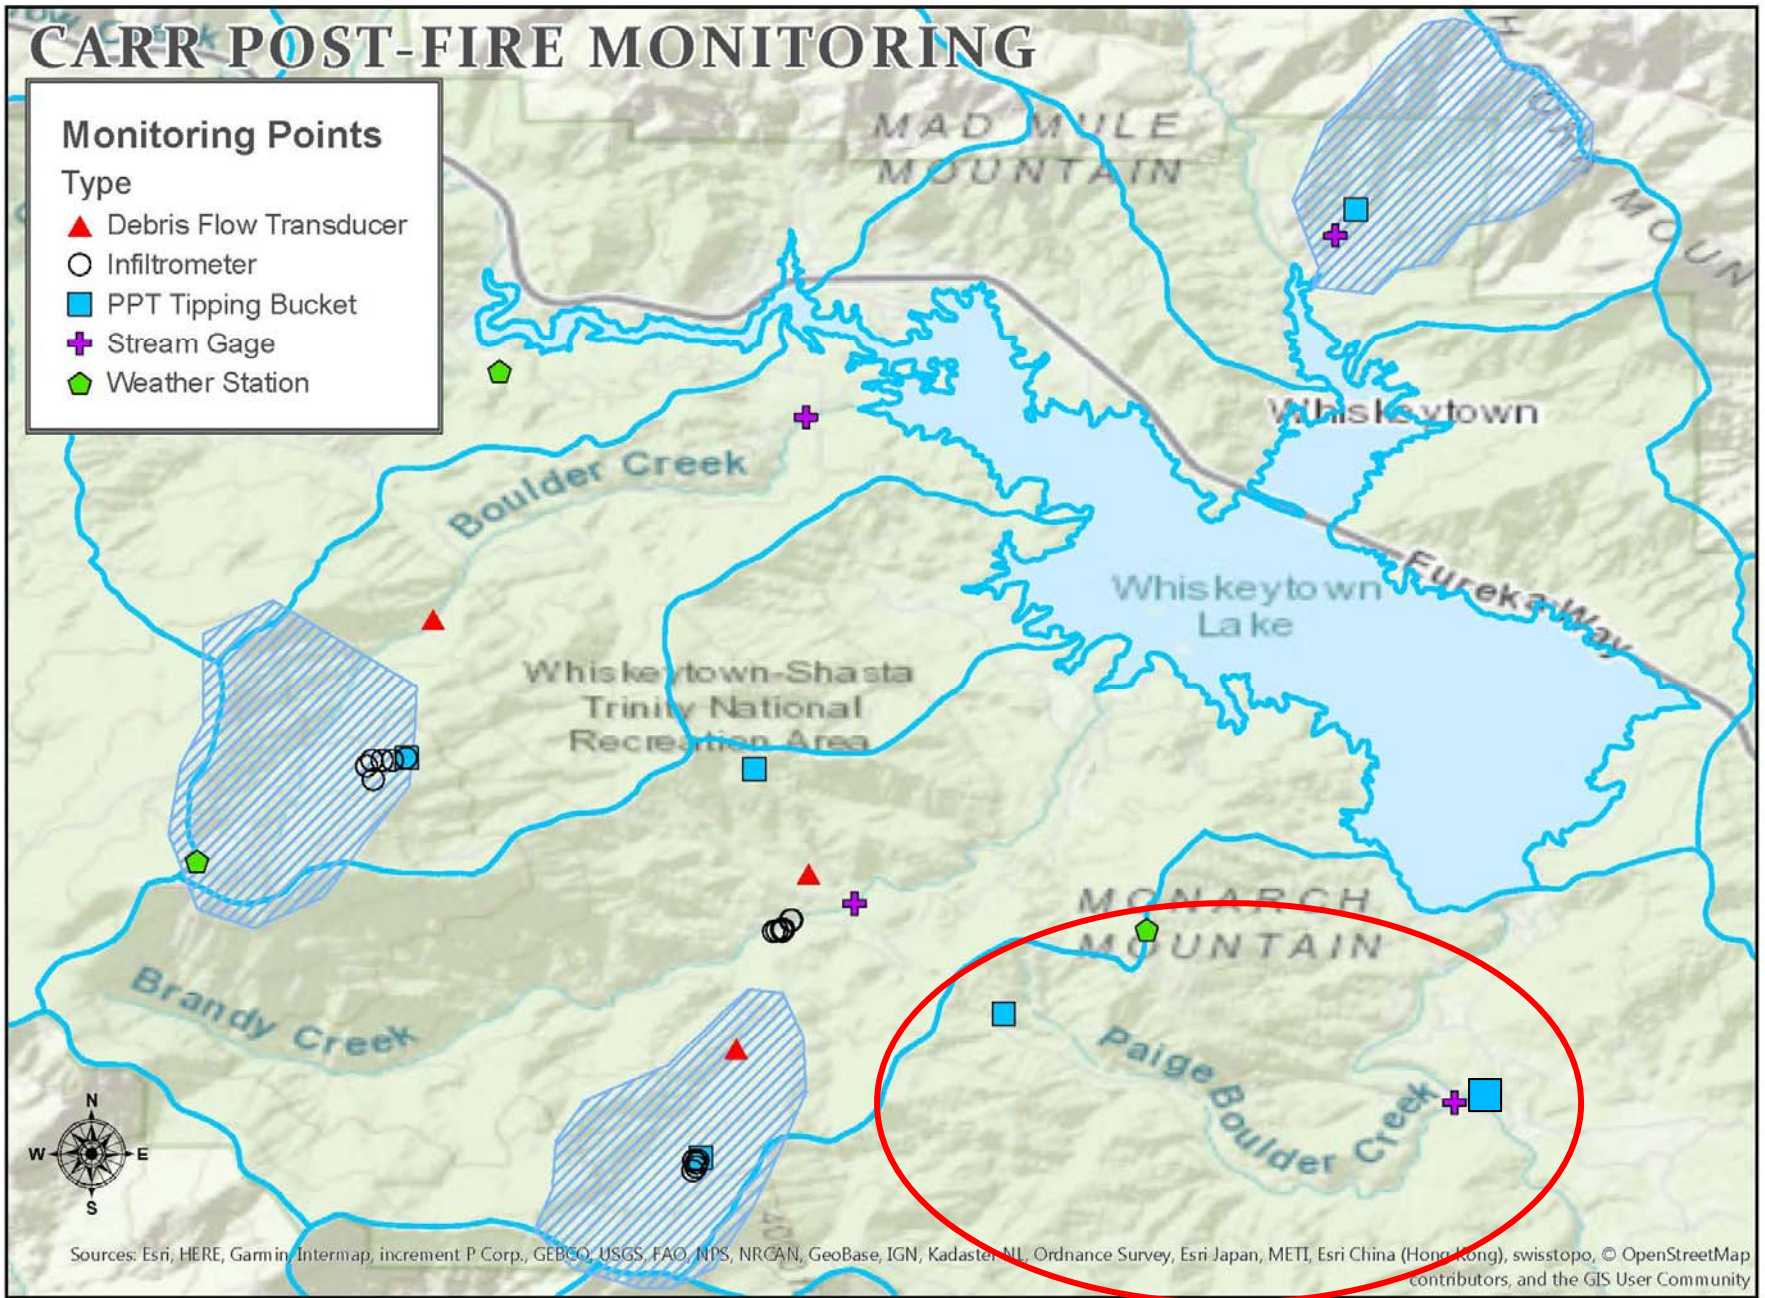 CARR POST-FIRE MONITORING
Monitoring Points
Type
Debris Flow Transducer
Infiltrometer
PPT Tipping Bucket
Stream Gage
Weather Station
MAD MULE
MOUNTAIN
Whiskeytown
Boulder Creek
Eureka Way
Whiskeytown
Lake
Whiskeytown-Shasta
Trinity National
Recreation Area
MONARCH
MOUNTAIN
Brandy Creek
Paige Boulder Creek
N
W E
S
Sources: Esri, HERE, Garmin, Intermap, increment P Corp., GEBCO, USGS, FAO, NPS, NRCAN, GeoBase, IGN, Kadaster NL, Ordnance Survey, Esri Japan, METI, Esri China (Hong Kong), swisstopo, © OpenStreetMap
contributors, and the GIS User Community